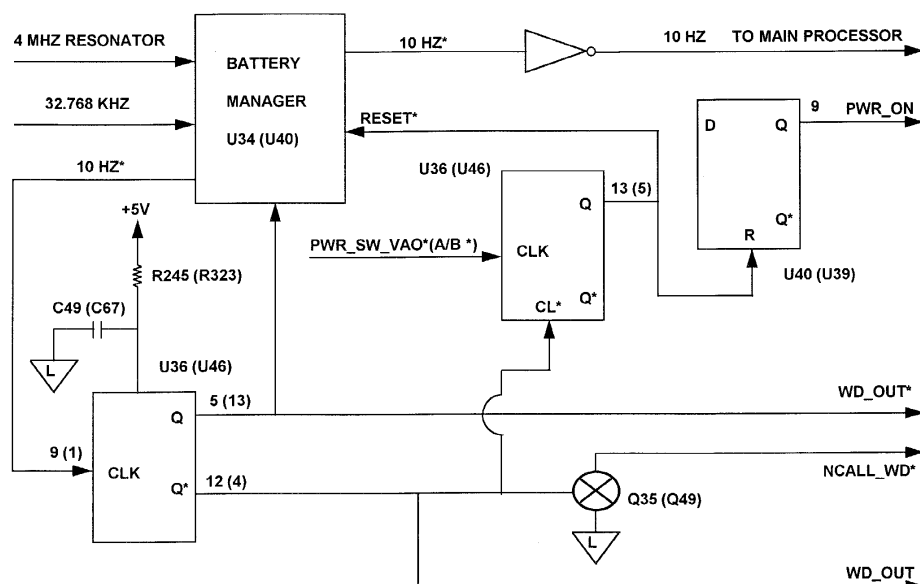 4 MHZ RESONATOR
32.768 KHZ
10 HZ*
BATTERY
MANAGER
U34 (U40)
10 HZ*
10 HZ
TO MAIN PROCESSOR
RESET*
D
Q
Q*
R
9
PWR_ON
U40 (U39)
U36 (U46)
Q
CLK
CL*
Q*
13 (5)
PWR_SW_VAO*(A/B *)
+5V
R245 (R323)
C49 (C67)
L
U36 (U46)
Q
CLK
Q*
9 (1)
5 (13)
12 (4)
WD_OUT*
NCALL_WD*
Q35 (Q49)
L
WD_OUT